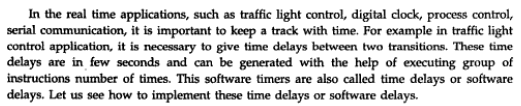 In the real time applications, such as traffic light control, digital clock, process control,
serial communication, it is important to keep a track with time. For example in traffic light
control application, it is necessary to give time delays between two transitions. These time
delays are in few seconds and can be generated with the help of executing group of
instructions number of times. This software timers are also called time delays or software
delays. Let us see how to implement these time delays or software delays.